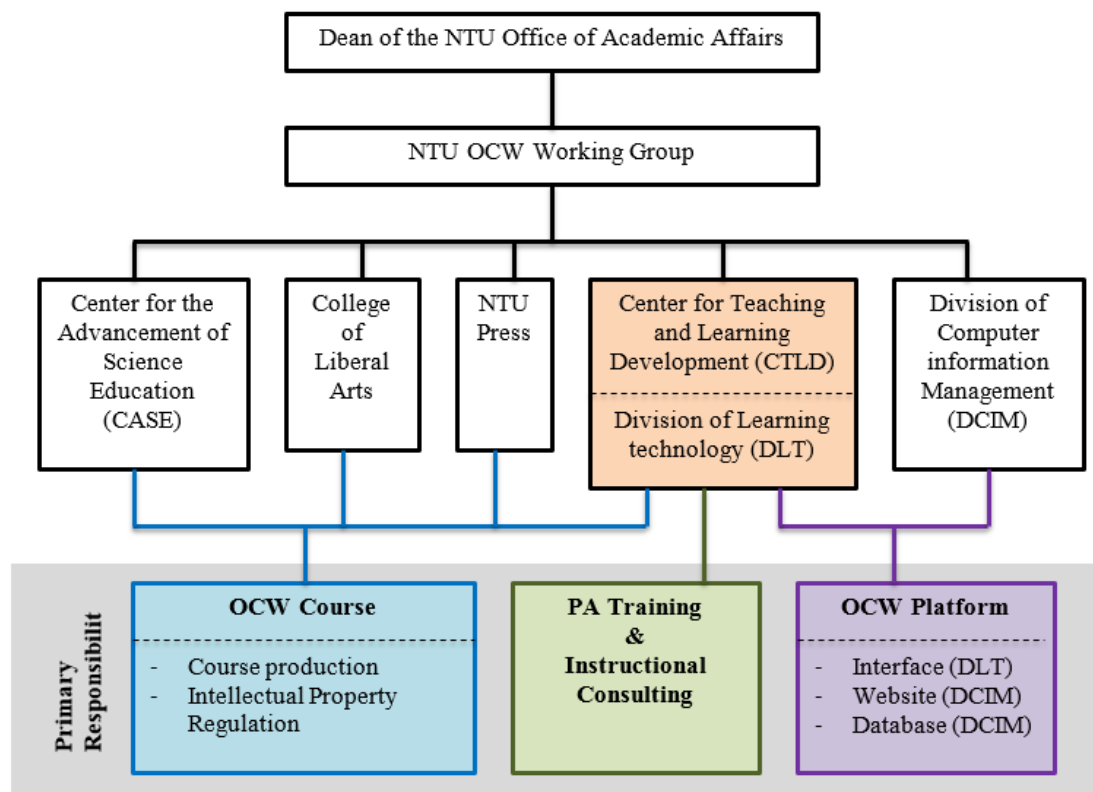 Dean of the NTU Office of Academic Affairs
NTU OCW Working Group
Center for the
Advancement of
Science
Education
(CASE)
College
of
Liberal
Arts
NTU
Press
Center for Teaching
and Learning
Development (CTLD)
Division of Learning
technology (DLT)
Division of
Computer
information
Management
(DCIM)
Primary
Responsibilit
OCW Course
- Course production
- Intellectual Property
Regulation
PA Training
&
Instructional
Consulting
OCW Platform
- Interface (DLT)
- Website (DCIM)
- Database (DCIM)